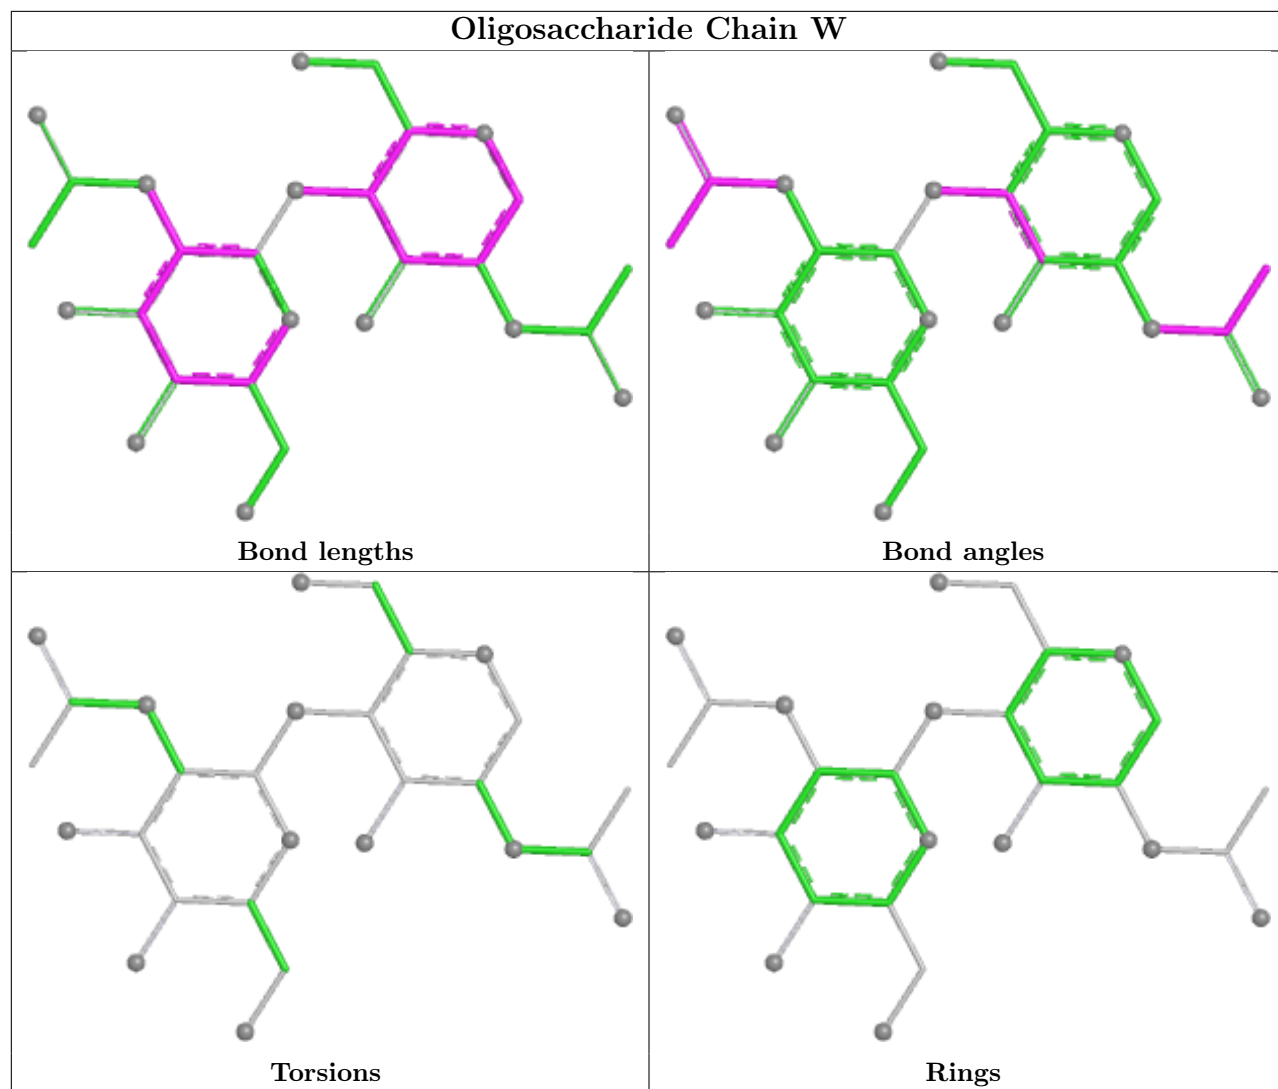 Oligosaccharide Chain W
Bond lengths
Bond angles
Torsions
Rings